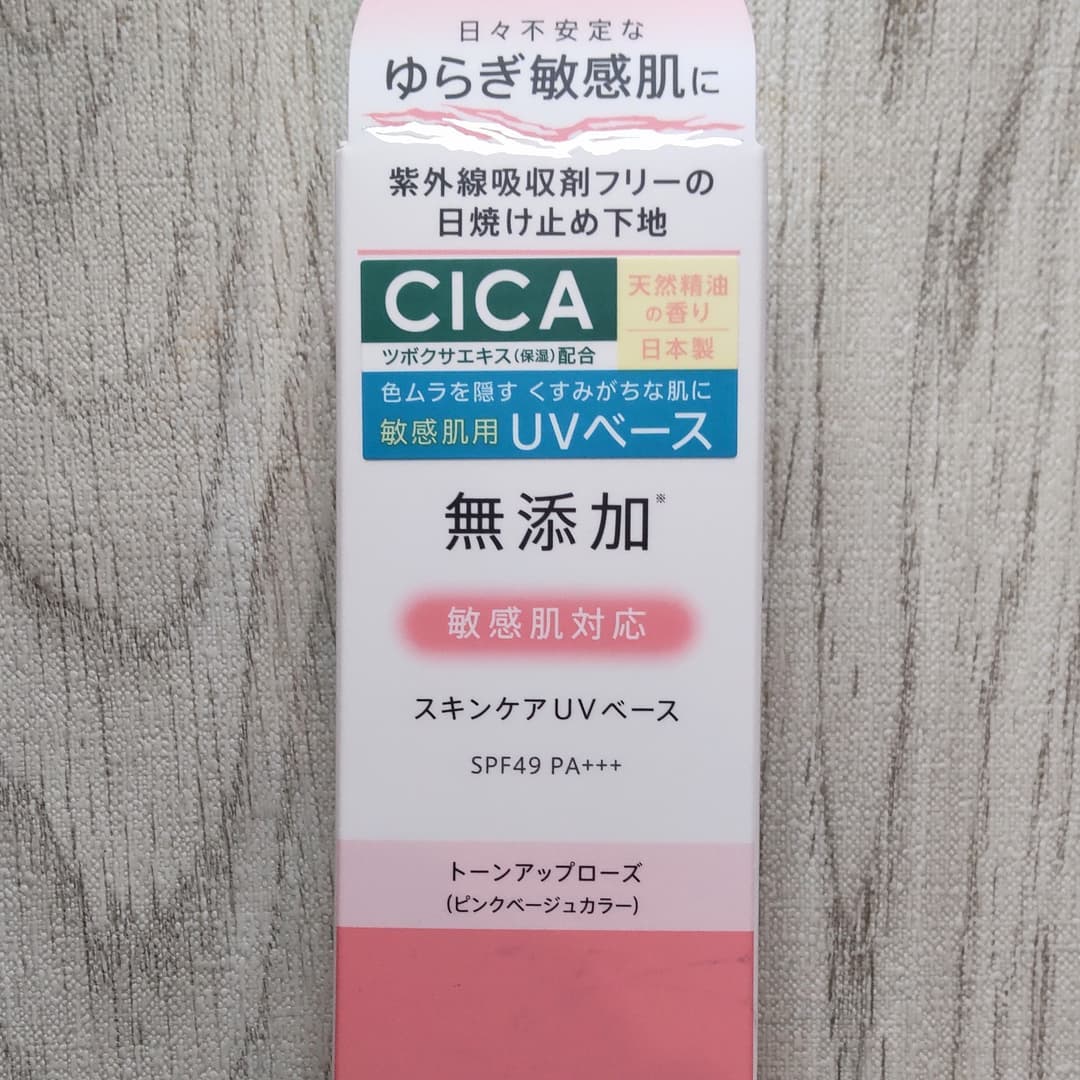 日々不安定な
ゆらぎ敏感肌に
紫外線吸収剤フリーの
日焼け止め下地
CICA
ツボクサエキス(保湿)配合
天然精油
の香り
日本製
色ムラを隠す くすみがちな肌に
敏感肌用 UVベース
無添加※
敏感肌対応
スキンケアUVベース
SPF49 PA+++
トーンアップローズ
(ピンクベージュカラー)